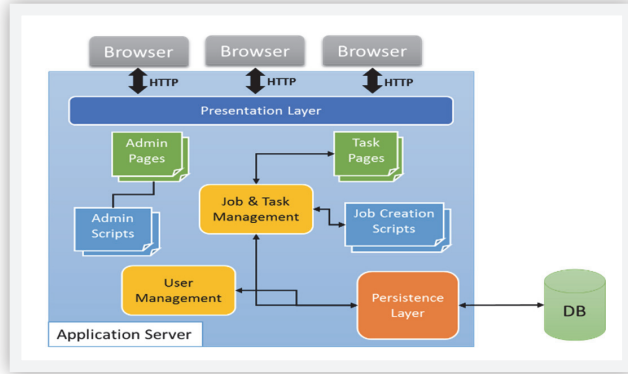 Browser
Browser
Browser
HTTP
HTTP
HTTP
Presentation Layer
Admin
Pages
Task
Pages
Job & Task
Management
Admin
Scripts
Job Creation
Scripts
User
Management
Persistence
Layer
DB
Application Server